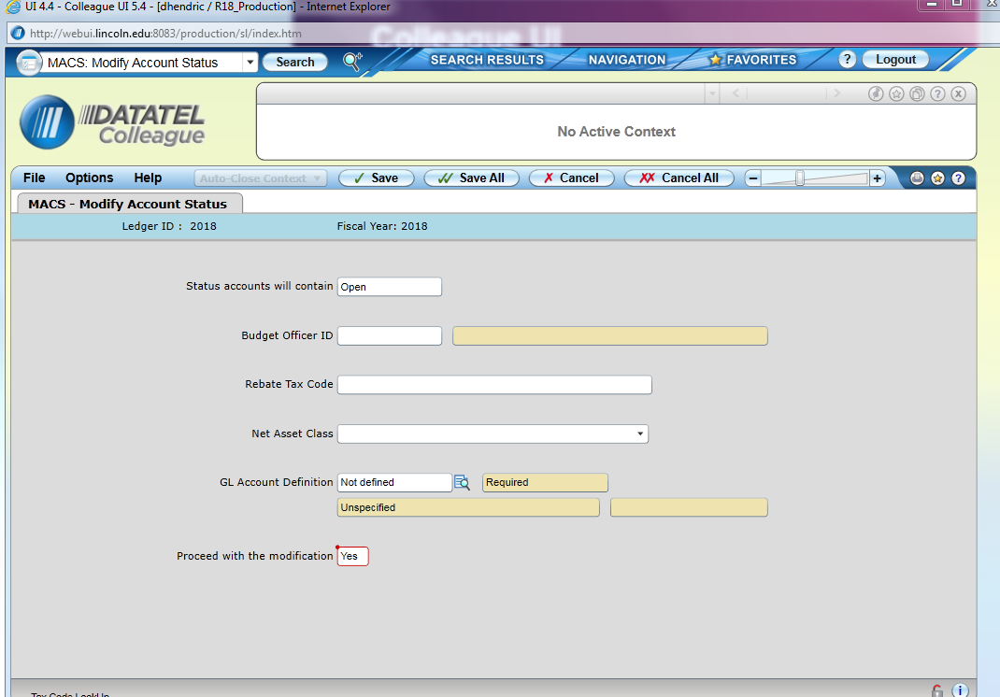 UI 4.4 - Colleague UI 5.4 - [dhendric / R18_Production] - Internet Explorer
http://webui.lincoln.edu:8083/production/sl/index.htm
Colleague UI
MACS: Modify Account Status Search SEARCH RESULTS NAVIGATION FAVORITES ? Logout
DATATEL
Colleague
No Active Context
File Options Help Auto-Close Context Save Save All Cancel Cancel All
MACS - Modify Account Status
Ledger ID : 2018 Fiscal Year: 2018
Status accounts will contain Open
Budget Officer ID
Rebate Tax Code
Net Asset Class
GL Account Definition Not defined Required
Unspecified
Proceed with the modification Yes
Tax Code LookUp